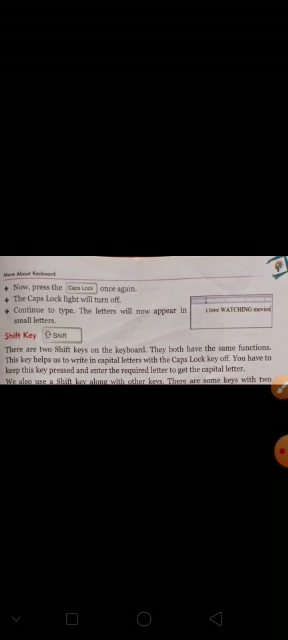 More About Keyboard
Now, press the Caps Lock once again.
The Caps Lock light will turn off.
Continue to type. The letters will now appear in
small letters.
i love WATCHING movies
Shift Key Shift
There are two Shift keys on the keyboard. They both have the same functions.
This key helps us to write in capital letters with the Caps Lock key off. You have to
keep this key pressed and enter the required letter to get the capital letter.
We also use a Shift key along with other keys. There are some keys with two